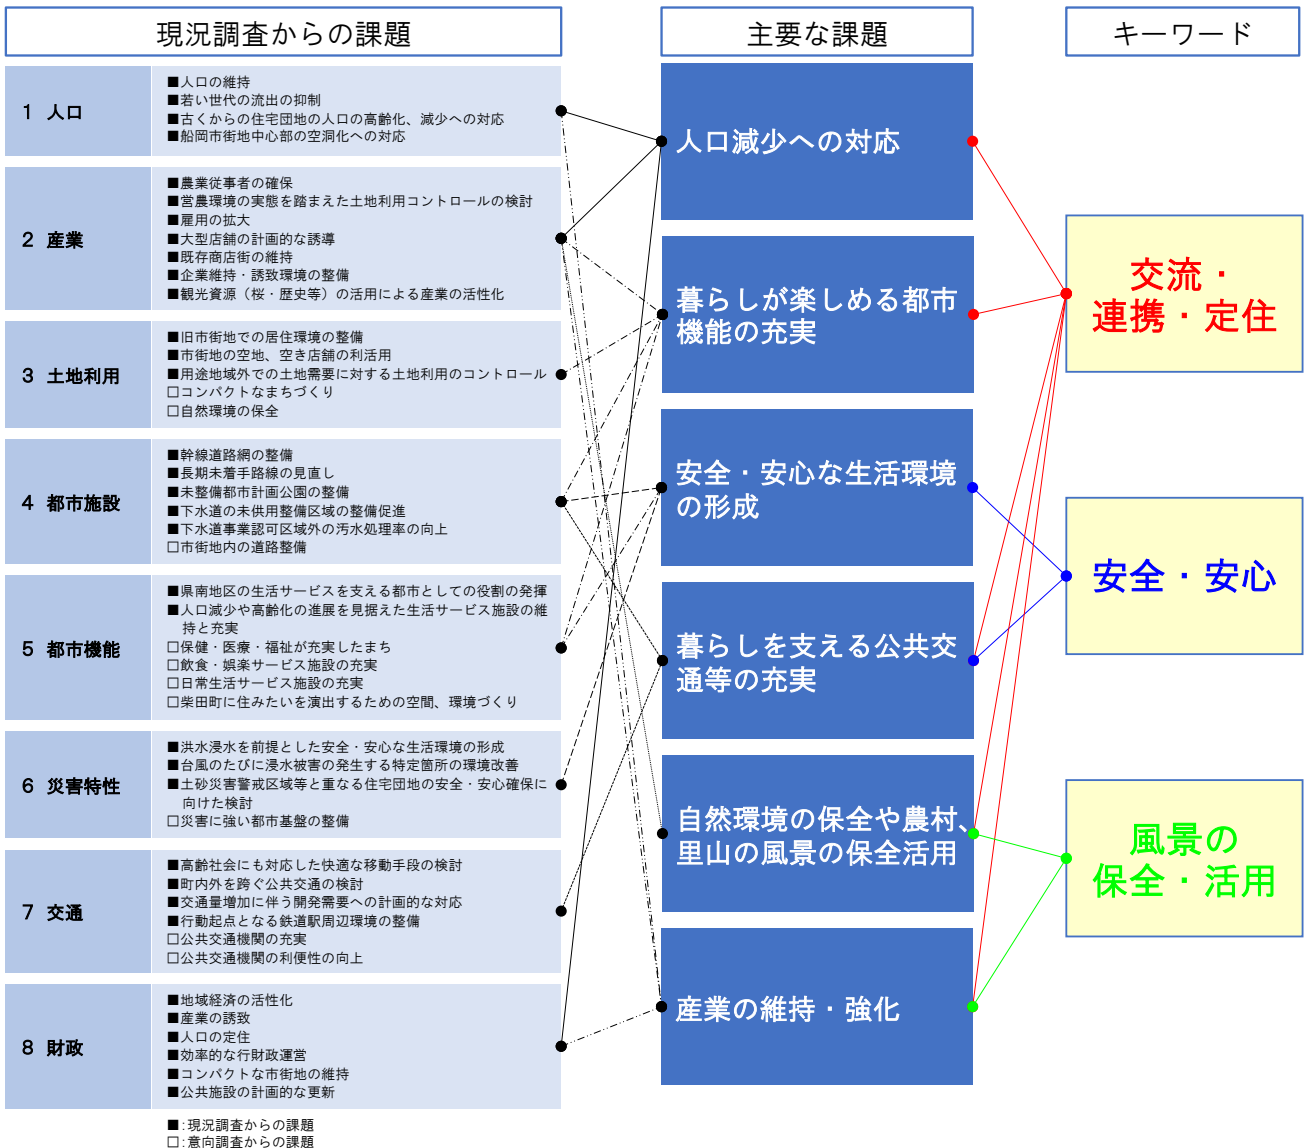 現況調査からの課題
主要な課題
キーワード
1 人口
■人口の維持
■若い世代の流出の抑制
■古くからの住宅団地の人口の高齢化、減少への対応
■船岡市街地中心部の空洞化への対応
2 産業
■農業従事者の確保
■営農環境の実態を踏まえた土地利用コントロールの検討
■雇用の拡大
■大型店舗の計画的な誘導
■既存商店街の維持
■企業維持・誘致環境の整備
■観光資源（桜・歴史等）の活用による産業の活性化
3 土地利用
■旧市街地での居住環境の整備
■市街地の空地、空き店舗の利活用
■用途地域外での土地需要に対する土地利用のコントロール
□コンパクトなまちづくり
□自然環境の保全
4 都市施設
■幹線道路網の整備
■長期未着手路線の見直し
■未整備都市計画公園の整備
■下水道の未供用整備区域の整備促進
■下水道事業認可区域外の汚水処理率の向上
□市街地内の道路整備
5 都市機能
■県南地区の生活サービスを支える都市としての役割の発揮
■人口減少や高齢化の進展を見据えた生活サービス施設の維
持と充実
□保健・医療・福祉が充実したまち
□飲食・娯楽サービス施設の充実
□日常生活サービス施設の充実
□柴田町に住みたいを演出するための空間、環境づくり
6 災害特性
■洪水浸水を前提とした安全・安心な生活環境の形成
■台風のたびに浸水被害の発生する特定箇所の環境改善
■土砂災害警戒区域等と重なる住宅団地の安全・安心確保に
向けた検討
□災害に強い都市基盤の整備
7 交通
■高齢社会にも対応した快適な移動手段の検討
■町内外を跨ぐ公共交通の検討
■交通量増加に伴う開発需要への計画的な対応
■行動起点となる鉄道駅周辺環境の整備
□公共交通機関の充実
□公共交通機関の利便性の向上
8 財政
■地域経済の活性化
■産業の誘致
■人口の定住
■効率的な行財政運営
■コンパクトな市街地の維持
■公共施設の計画的な更新
■:現況調査からの課題
□:意向調査からの課題
人口減少への対応
暮らしが楽しめる都市
機能の充実
安全・安心な生活環境
の形成
暮らしを支える公共交
通等の充実
自然環境の保全や農村、
里山の風景の保全活用
産業の維持・強化
交流・
連携・定住
安全・安心
風景の
保全・活用